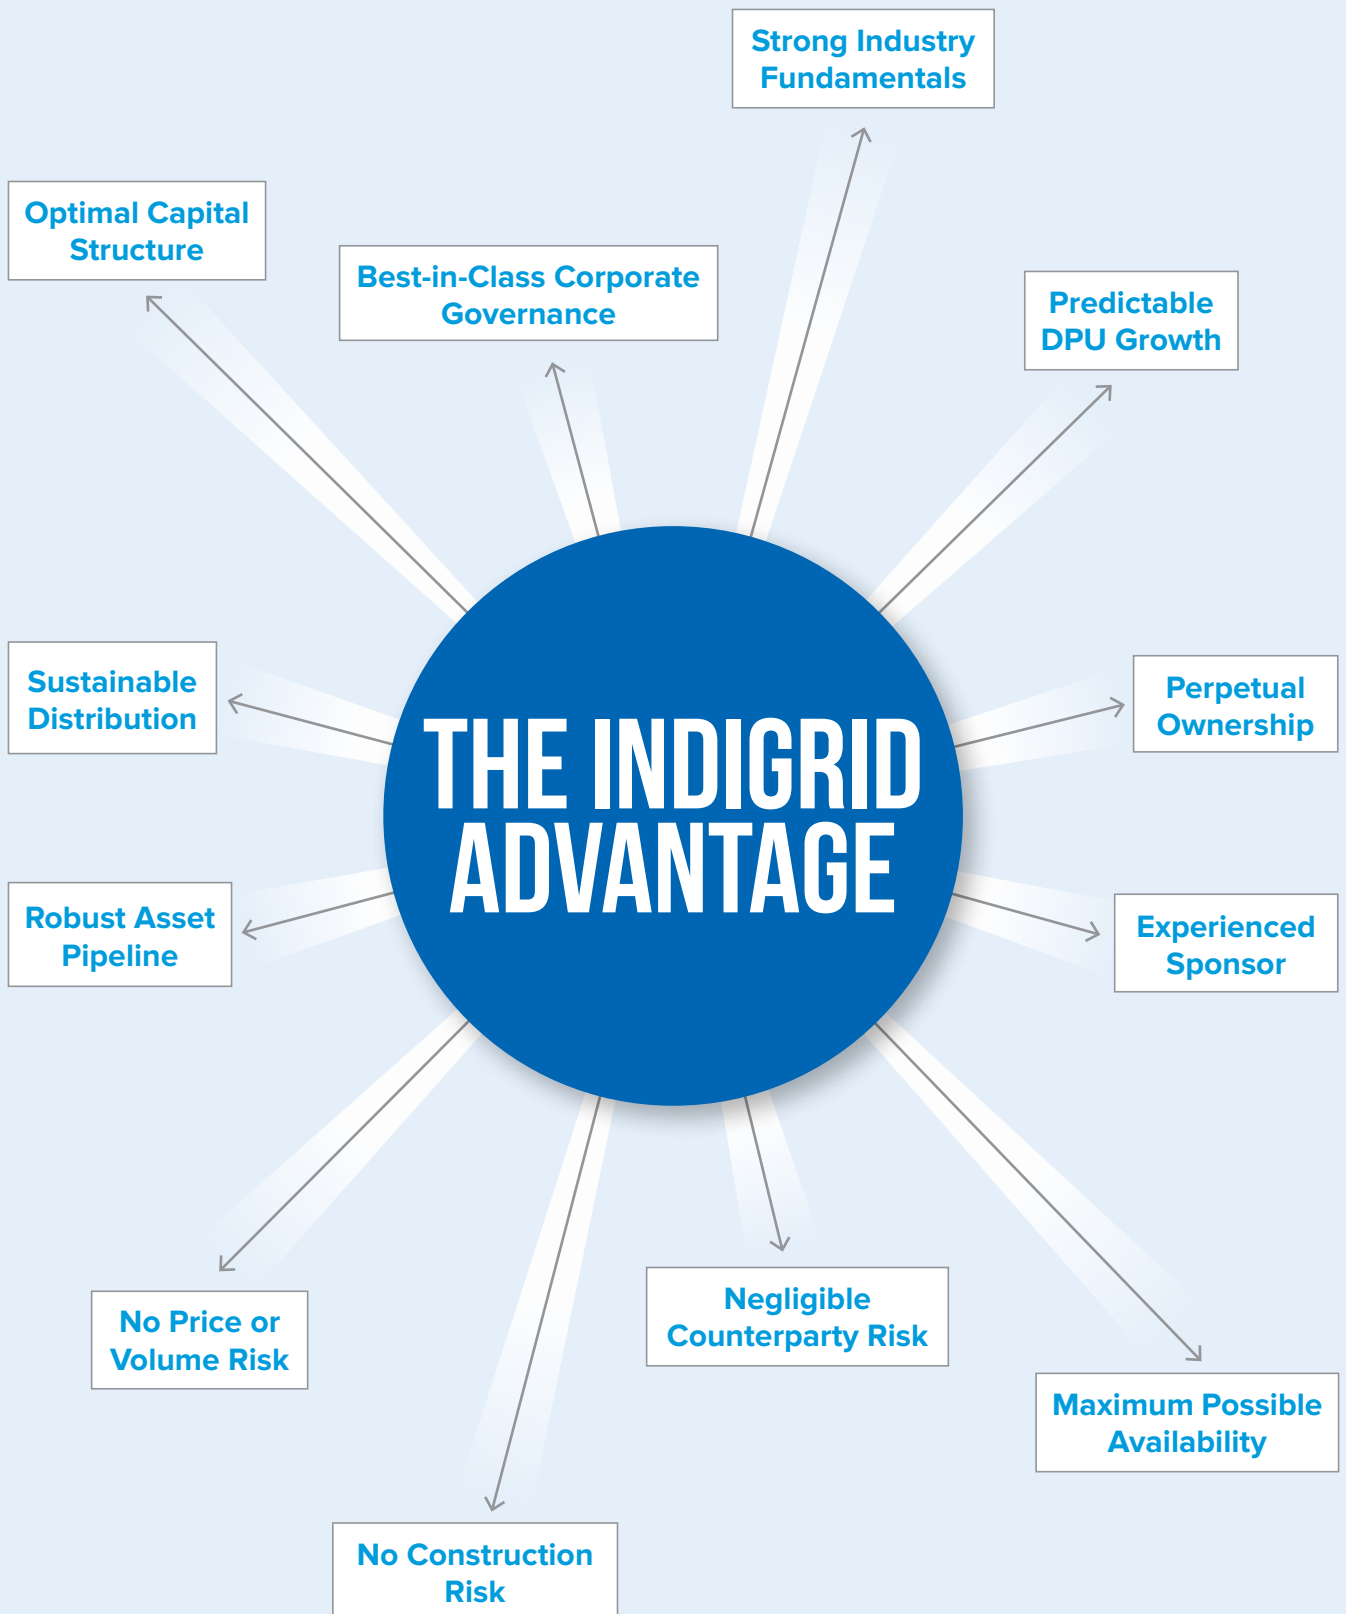 Strong Industry
Fundamentals
Optimal Capital
Structure
Best-in-Class Corporate
Governance
Predictable
DPU Growth
Sustainable
Distribution
Perpetual
Ownership
THE INDIGRID
ADVANTAGE
Robust Asset
Pipeline
Experienced
Sponsor
No Price or
Volume Risk
Negligible
Counterparty Risk
Maximum Possible
Availability
No Construction
Risk